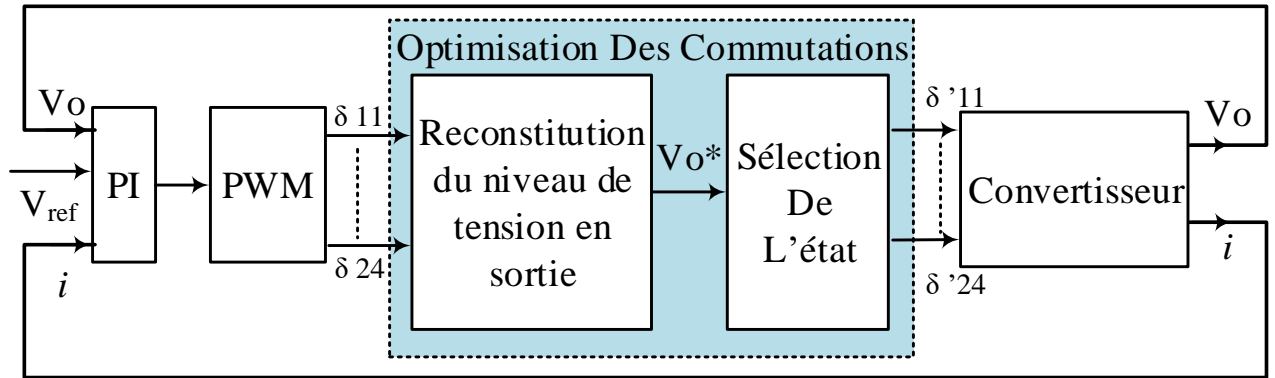 Optimisation Des Commutations
Vo
V_ref
i
PI
PWM
δ 11
δ 24
Reconstitution
du niveau de
tension en
sortie
Vo*
Sélection
De
L'état
δ '11
δ '24
Convertisseur
Vo
i